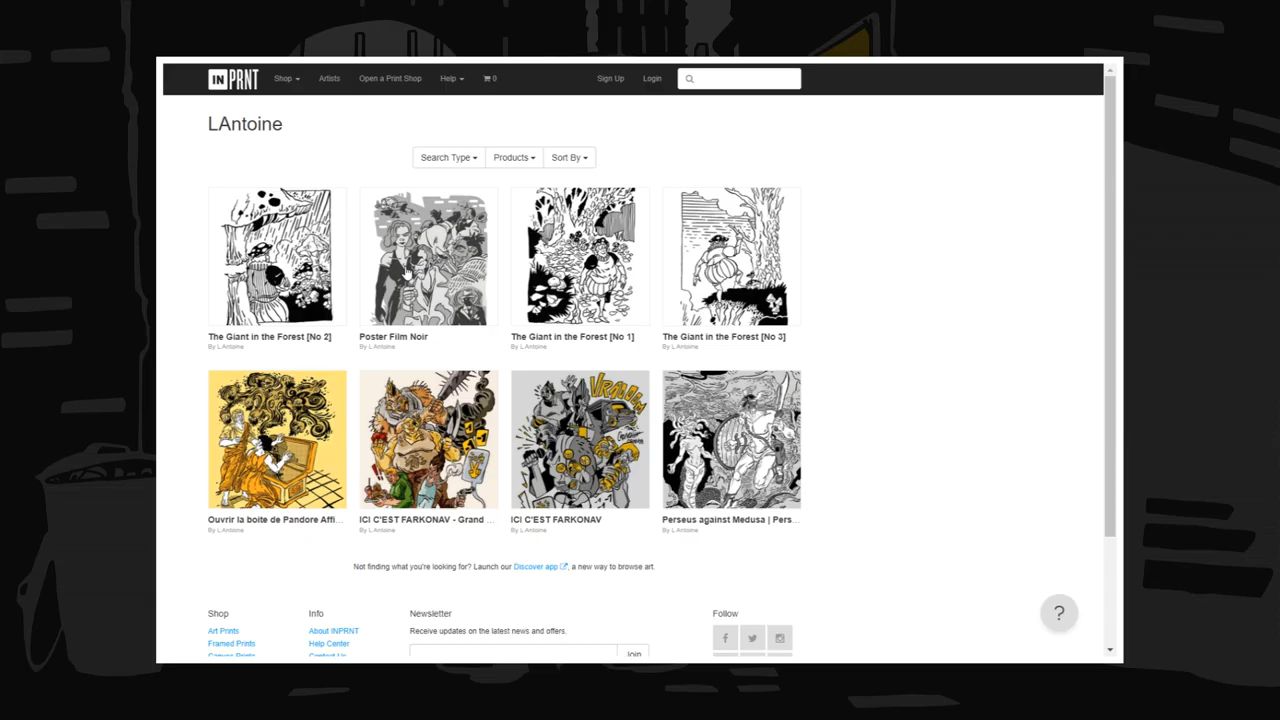 INPRNT Shop Artists Open a Print Shop Help 0 Sign Up Login
LAntoine
Search Type Products Sort By
The Giant in the Forest [No 2]
By LAntoine
Poster Film Noir
By LAntoine
The Giant in the Forest [No 1]
By LAntoine
The Giant in the Forest [No 3]
By LAntoine
VRAOUM
Ouvrir la boite de Pandore Affi...
By LAntoine
ICI C'EST FARKONAV - Grand ...
By LAntoine
ICI C'EST FARKONAV
By LAntoine
Perseus against Medusa | Pers...
By LAntoine
Not finding what you're looking for? Launch our Discover app, a new way to browse art.
Shop
Art Prints
Framed Prints
Canvas Prints
Info
About INPRNT
Help Center
Contact Us
Newsletter
Receive updates on the latest news and offers.
Join
Follow
?